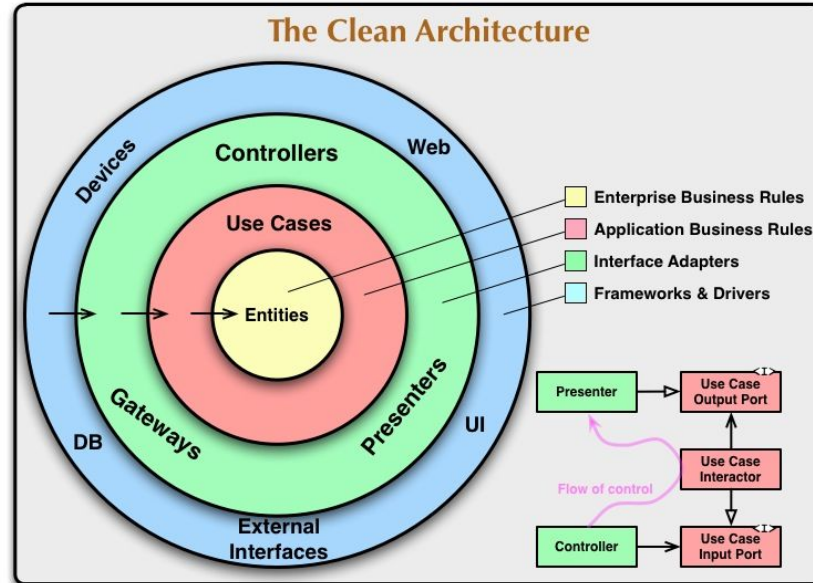 The Clean Architecture
Devices
Web
Controllers
Use Cases
Entities
Gateways
Presenters
DB
UI
External
Interfaces
Enterprise Business Rules
Application Business Rules
Interface Adapters
Frameworks & Drivers
Presenter
<I>
Use Case
Output Port
Flow of control
Use Case
Interactor
Controller
<I>
Use Case
Input Port